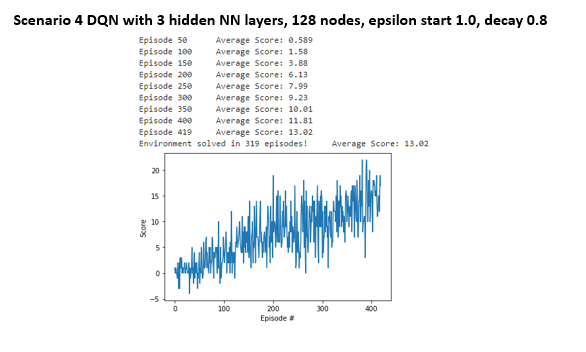 Scenario 4 DQN with 3 hidden NN layers, 128 nodes, epsilon start 1.0, decay 0.8
Episode 50 Average Score: 0.589
Episode 100 Average Score: 1.58
Episode 150 Average Score: 3.88
Episode 200 Average Score: 6.13
Episode 250 Average Score: 7.99
Episode 300 Average Score: 9.23
Episode 350 Average Score: 10.01
Episode 400 Average Score: 11.81
Episode 419 Average Score: 13.02
Environment solved in 319 episodes! Average Score: 13.02
20
15
10
5
0
−5
Score
0 100 200 300 400
Episode #